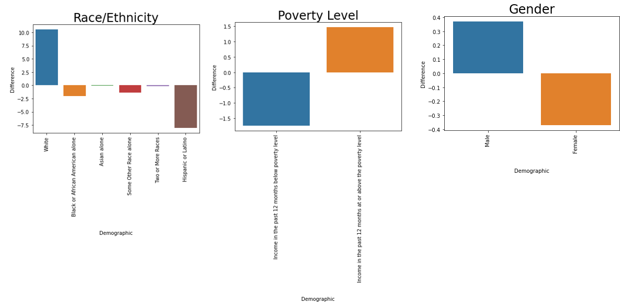 Race/Ethnicity
Difference
10.0
7.5
5.0
2.5
0.0
−2.5
−5.0
−7.5
White
Black or African American alone
Asian alone
Some Other Race alone
Two or More Races
Hispanic or Latino
Demographic
Poverty Level
Difference
1.5
1.0
0.5
0.0
−0.5
−1.0
−1.5
Income in the past 12 months below poverty level
Income in the past 12 months at or above the poverty level
Demographic
Gender
Difference
0.4
0.3
0.2
0.1
0.0
−0.1
−0.2
−0.3
−0.4
Male
Female
Demographic